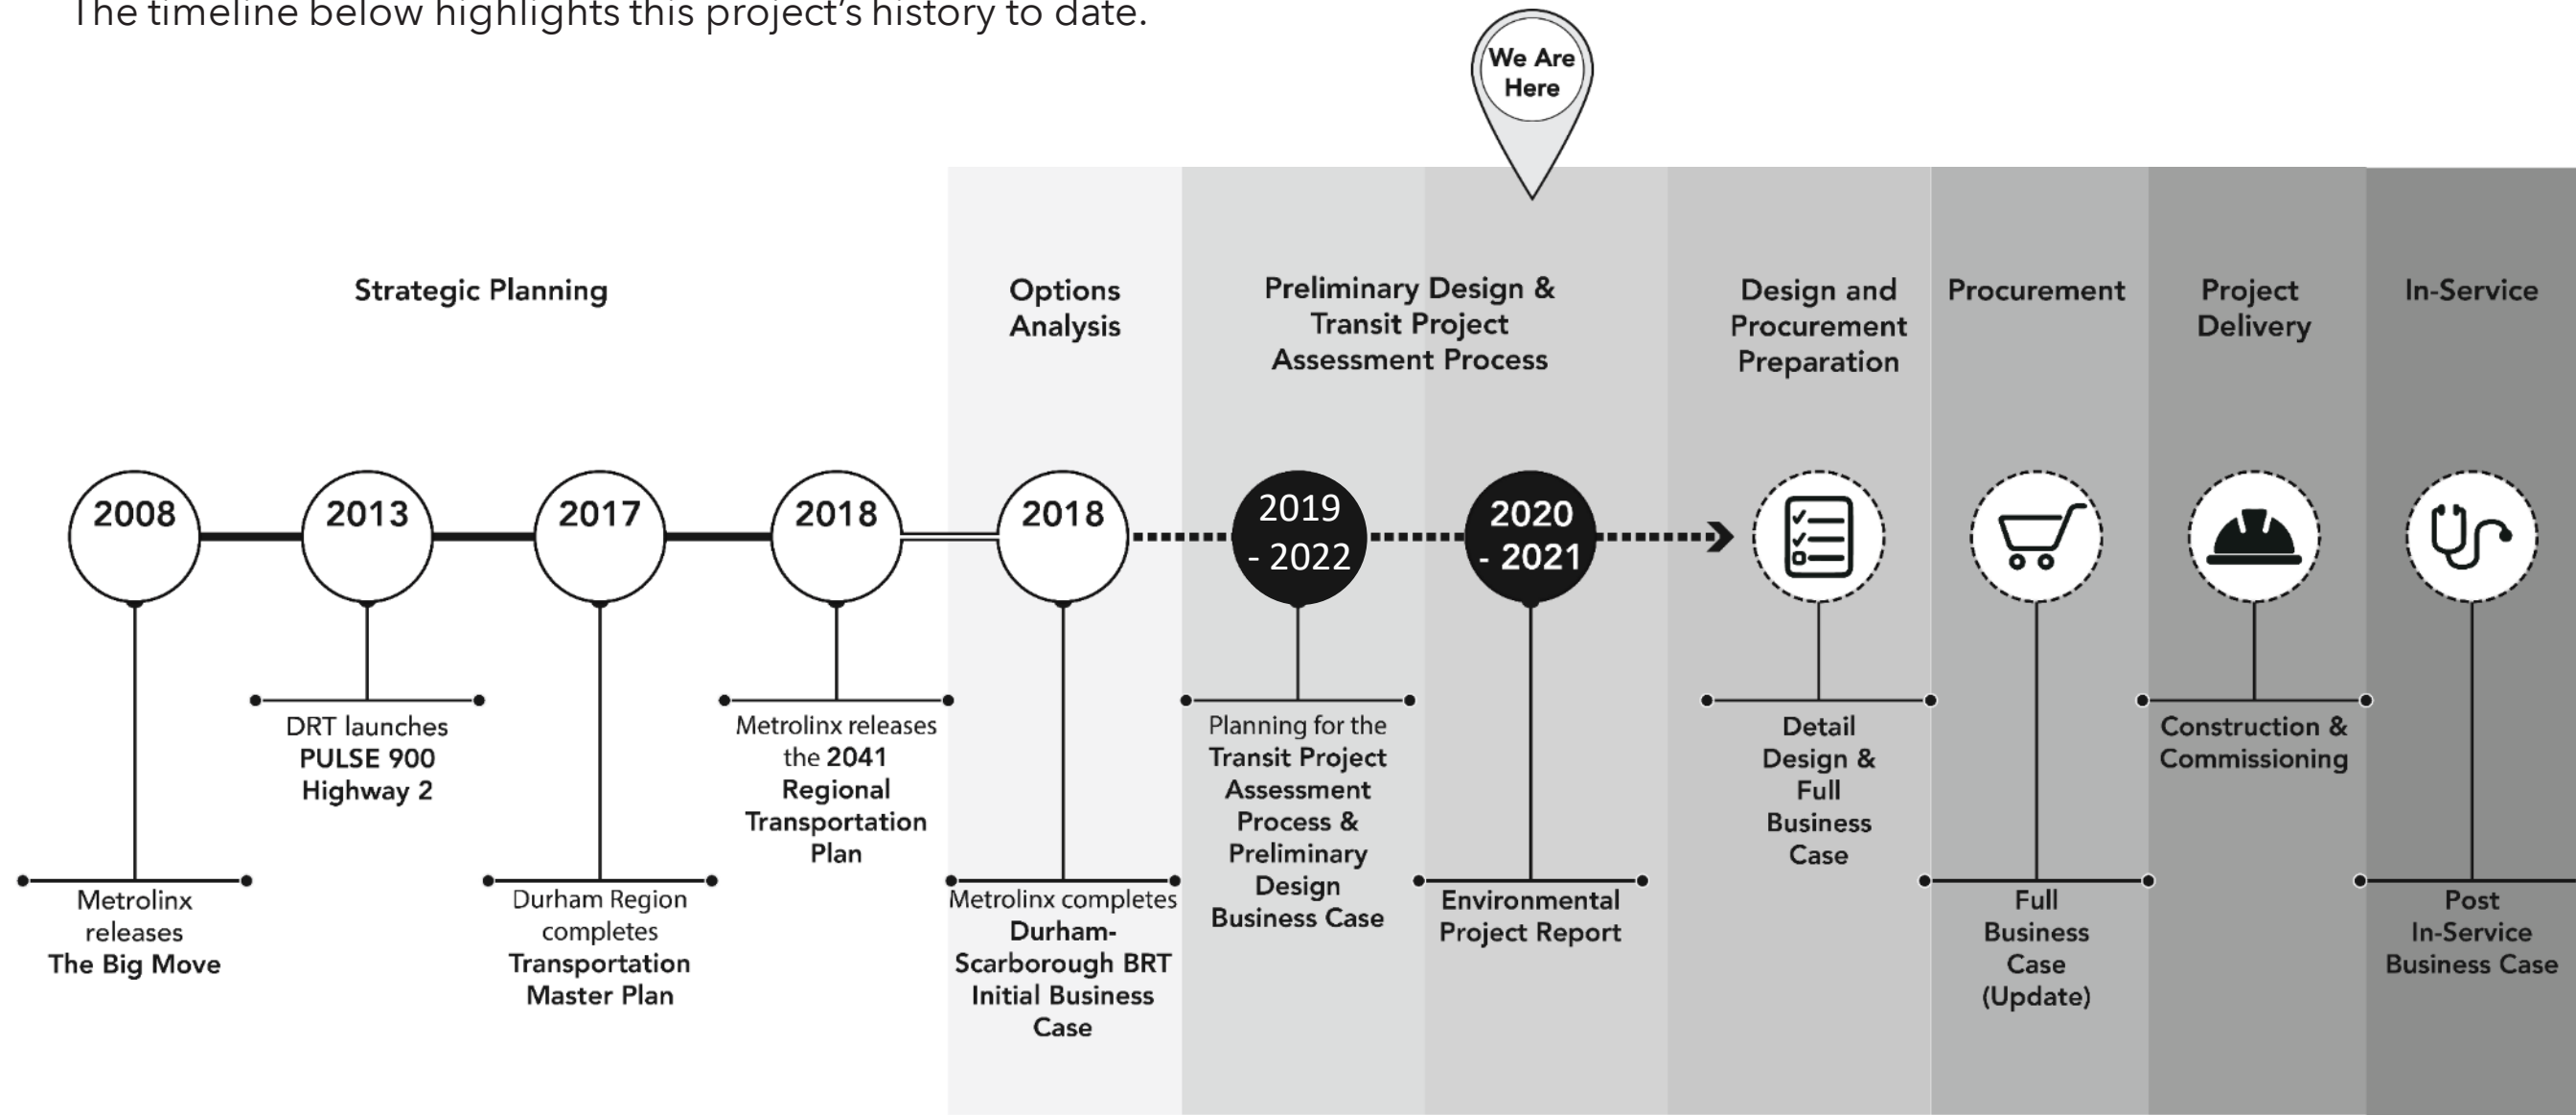 The timeline below highlights this project's history to date.
We Are
Here
Strategic Planning
Options
Analysis
Preliminary Design &
Transit Project
Assessment Process
Design and
Procurement
Preparation
Procurement
Project
Delivery
In-Service
2008
2013
2017
2018
2018
2019
- 2022
2020
- 2021
Metrolinx
releases
The Big Move
DRT launches
PULSE 900
Highway 2
Durham Region
completes
Transportation
Master Plan
Metrolinx releases
the 2041
Regional
Transportation
Plan
Metrolinx completes
Durham-
Scarborough BRT
Initial Business
Case
Planning for the
Transit Project
Assessment
Process &
Preliminary
Design
Business Case
Environmental
Project Report
Detail
Design &
Full
Business
Case
Full
Business
Case
(Update)
Construction &
Commissioning
Post
In-Service
Business Case